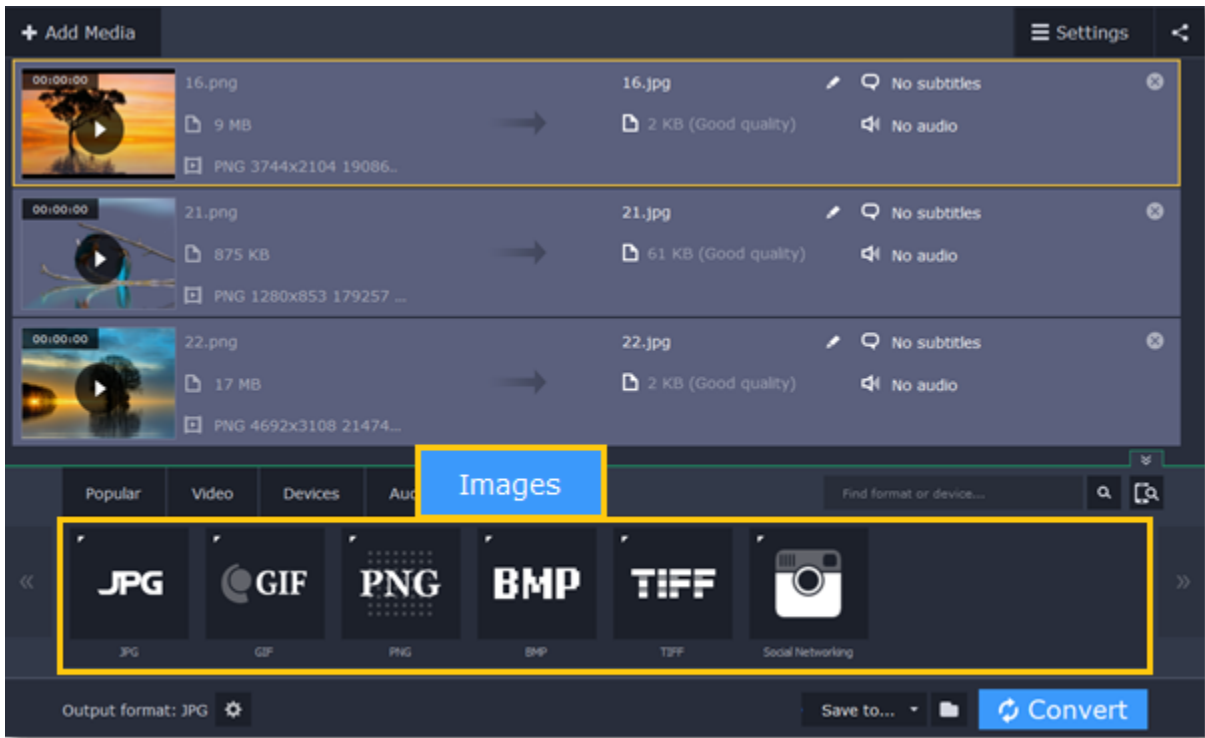 Add Media
Settings
00:00:00
16.png
16.jpg
No subtitles
9 MB
2 KB (Good quality)
No audio
PNG 3744x2104 19086..
00:00:00
21.png
21.jpg
No subtitles
875 KB
61 KB (Good quality)
No audio
PNG 1280x853 179257 ...
00:00:00
22.png
22.jpg
No subtitles
17 MB
2 KB (Good quality)
No audio
PNG 4692x3108 21474...
Popular
Video
Devices
Auc
Images
Find format or device...
JPG
GIF
PNG
BMP
TIFF
JPG
GIF
PNG
BMP
TIFF
Social Networking
Output format: JPG
Save to...
Convert